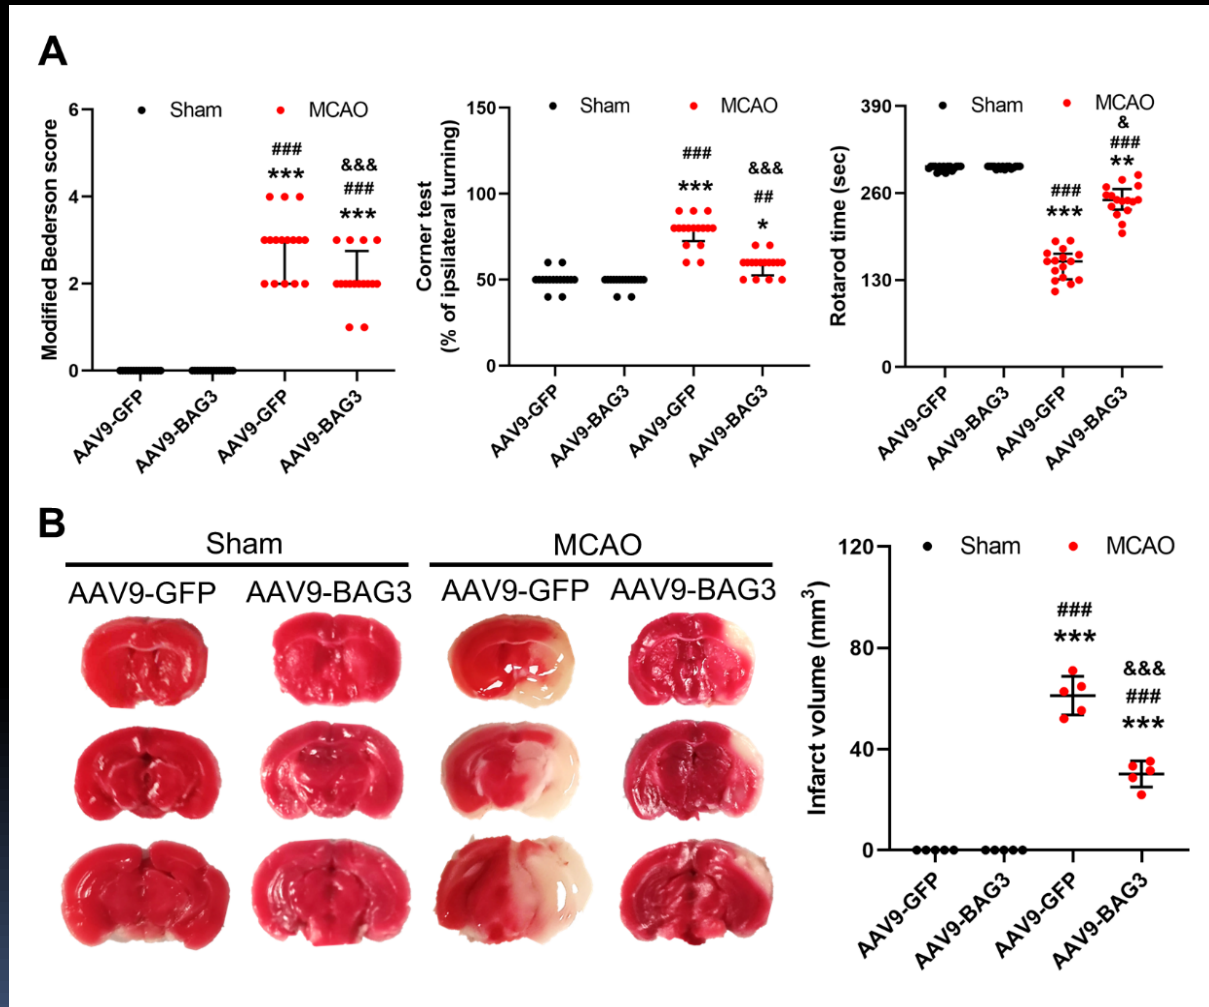 A
Modified Bederson score
6
4
2
0
Sham MCAO
###
***
&&&
###
***
AAV9-GFP
AAV9-BAG3
AAV9-GFP
AAV9-BAG3
Corner test
(% of ipsilateral turning)
150
100
50
0
Sham MCAO
###
***
&&&
##
*
AAV9-GFP
AAV9-BAG3
AAV9-GFP
AAV9-BAG3
Rotarod time (sec)
390
260
130
0
Sham MCAO
###
***
&
###
**
AAV9-GFP
AAV9-BAG3
AAV9-GFP
AAV9-BAG3
B
Sham MCAO
AAV9-GFP AAV9-BAG3 AAV9-GFP AAV9-BAG3
Infarct volume (mm³)
120
80
40
0
Sham MCAO
###
***
&&&
###
***
AAV9-GFP
AAV9-BAG3
AAV9-GFP
AAV9-BAG3